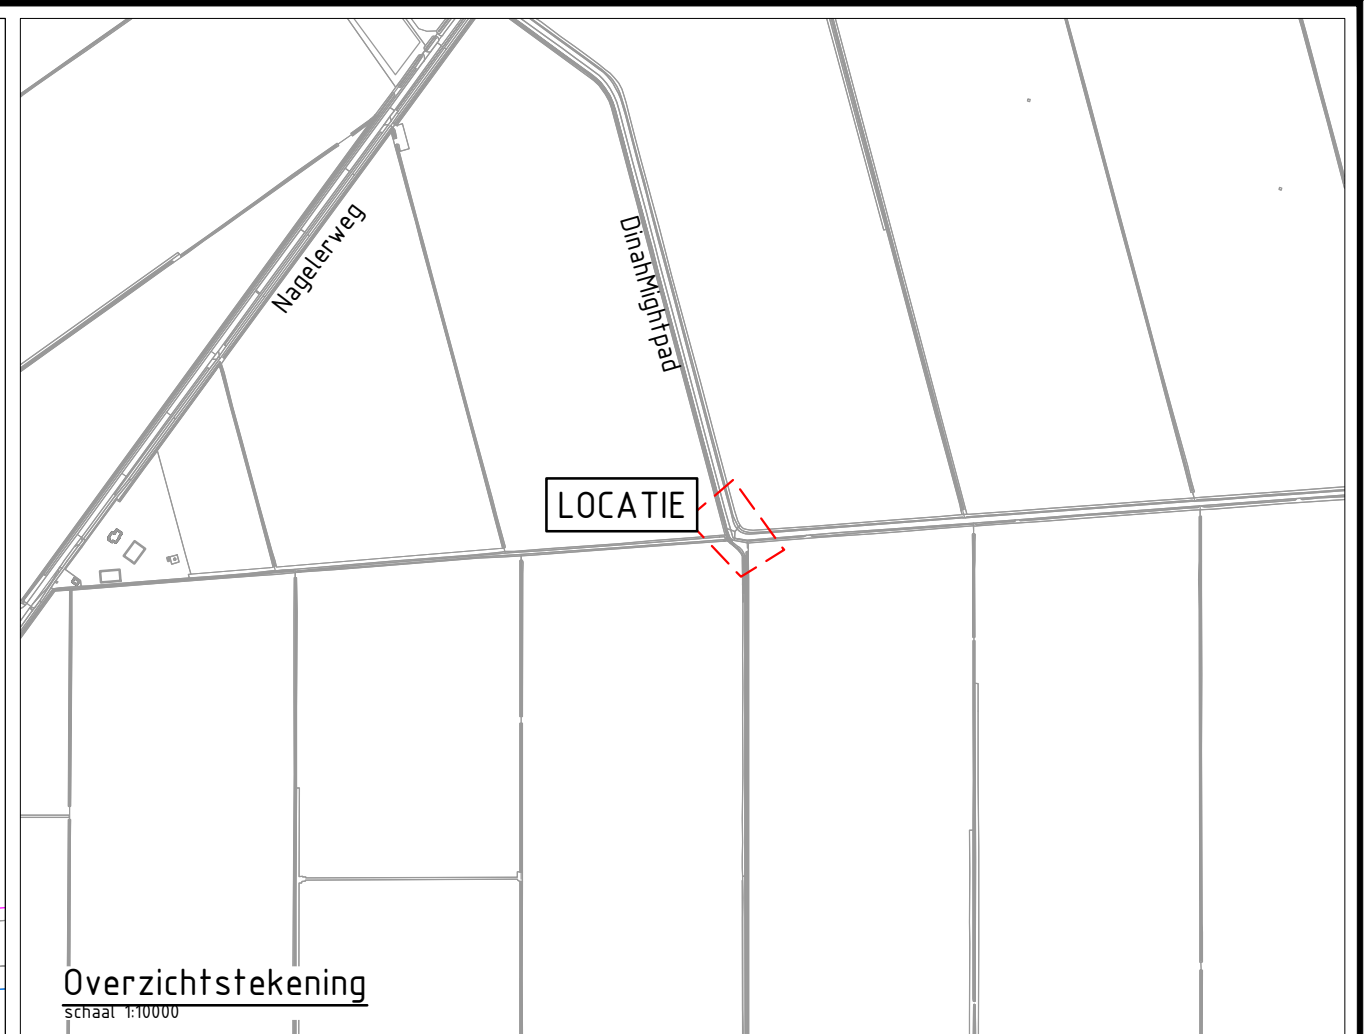 Nagelerweg
DinahMightpad
LOCATIE
Overzichtstekening
schaal 1:10000